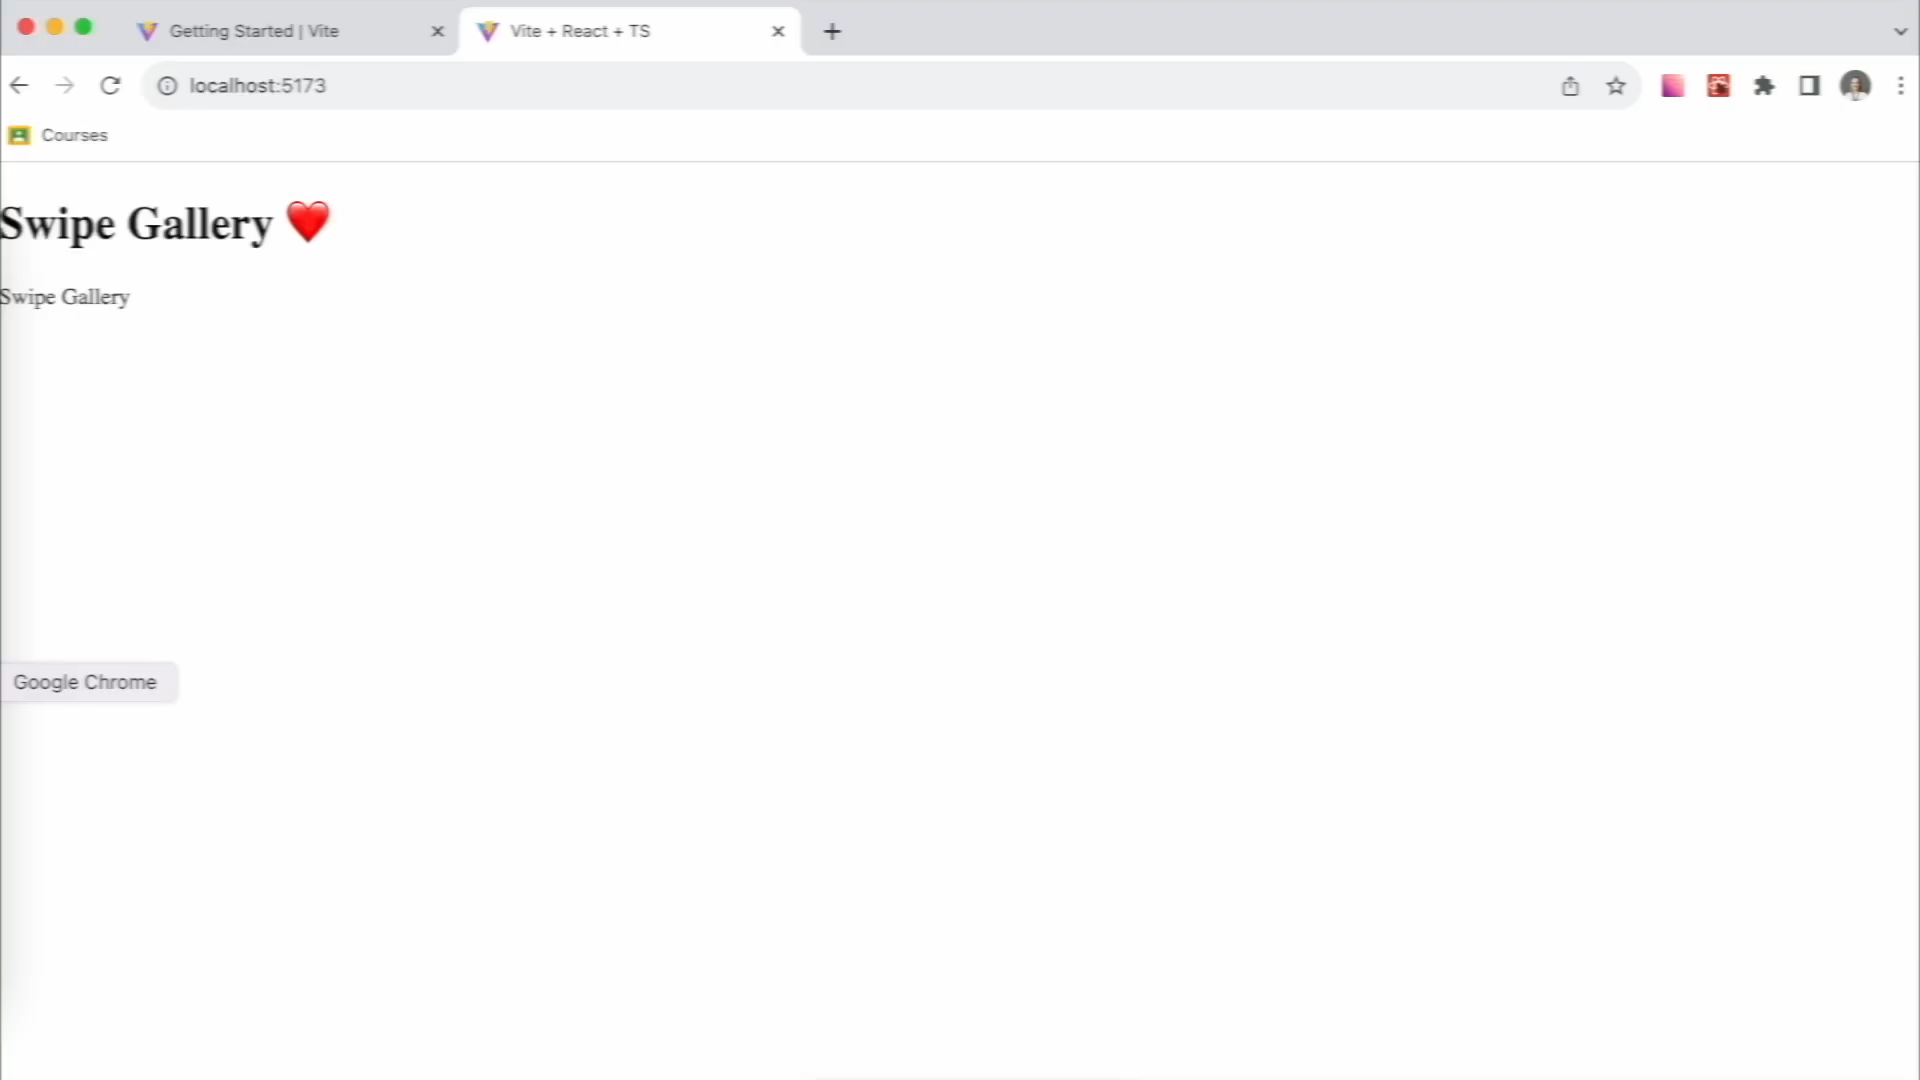 Getting Started | Vite
Vite + React + TS
localhost:5173
Courses
Swipe Gallery ❤️
Swipe Gallery
Google Chrome